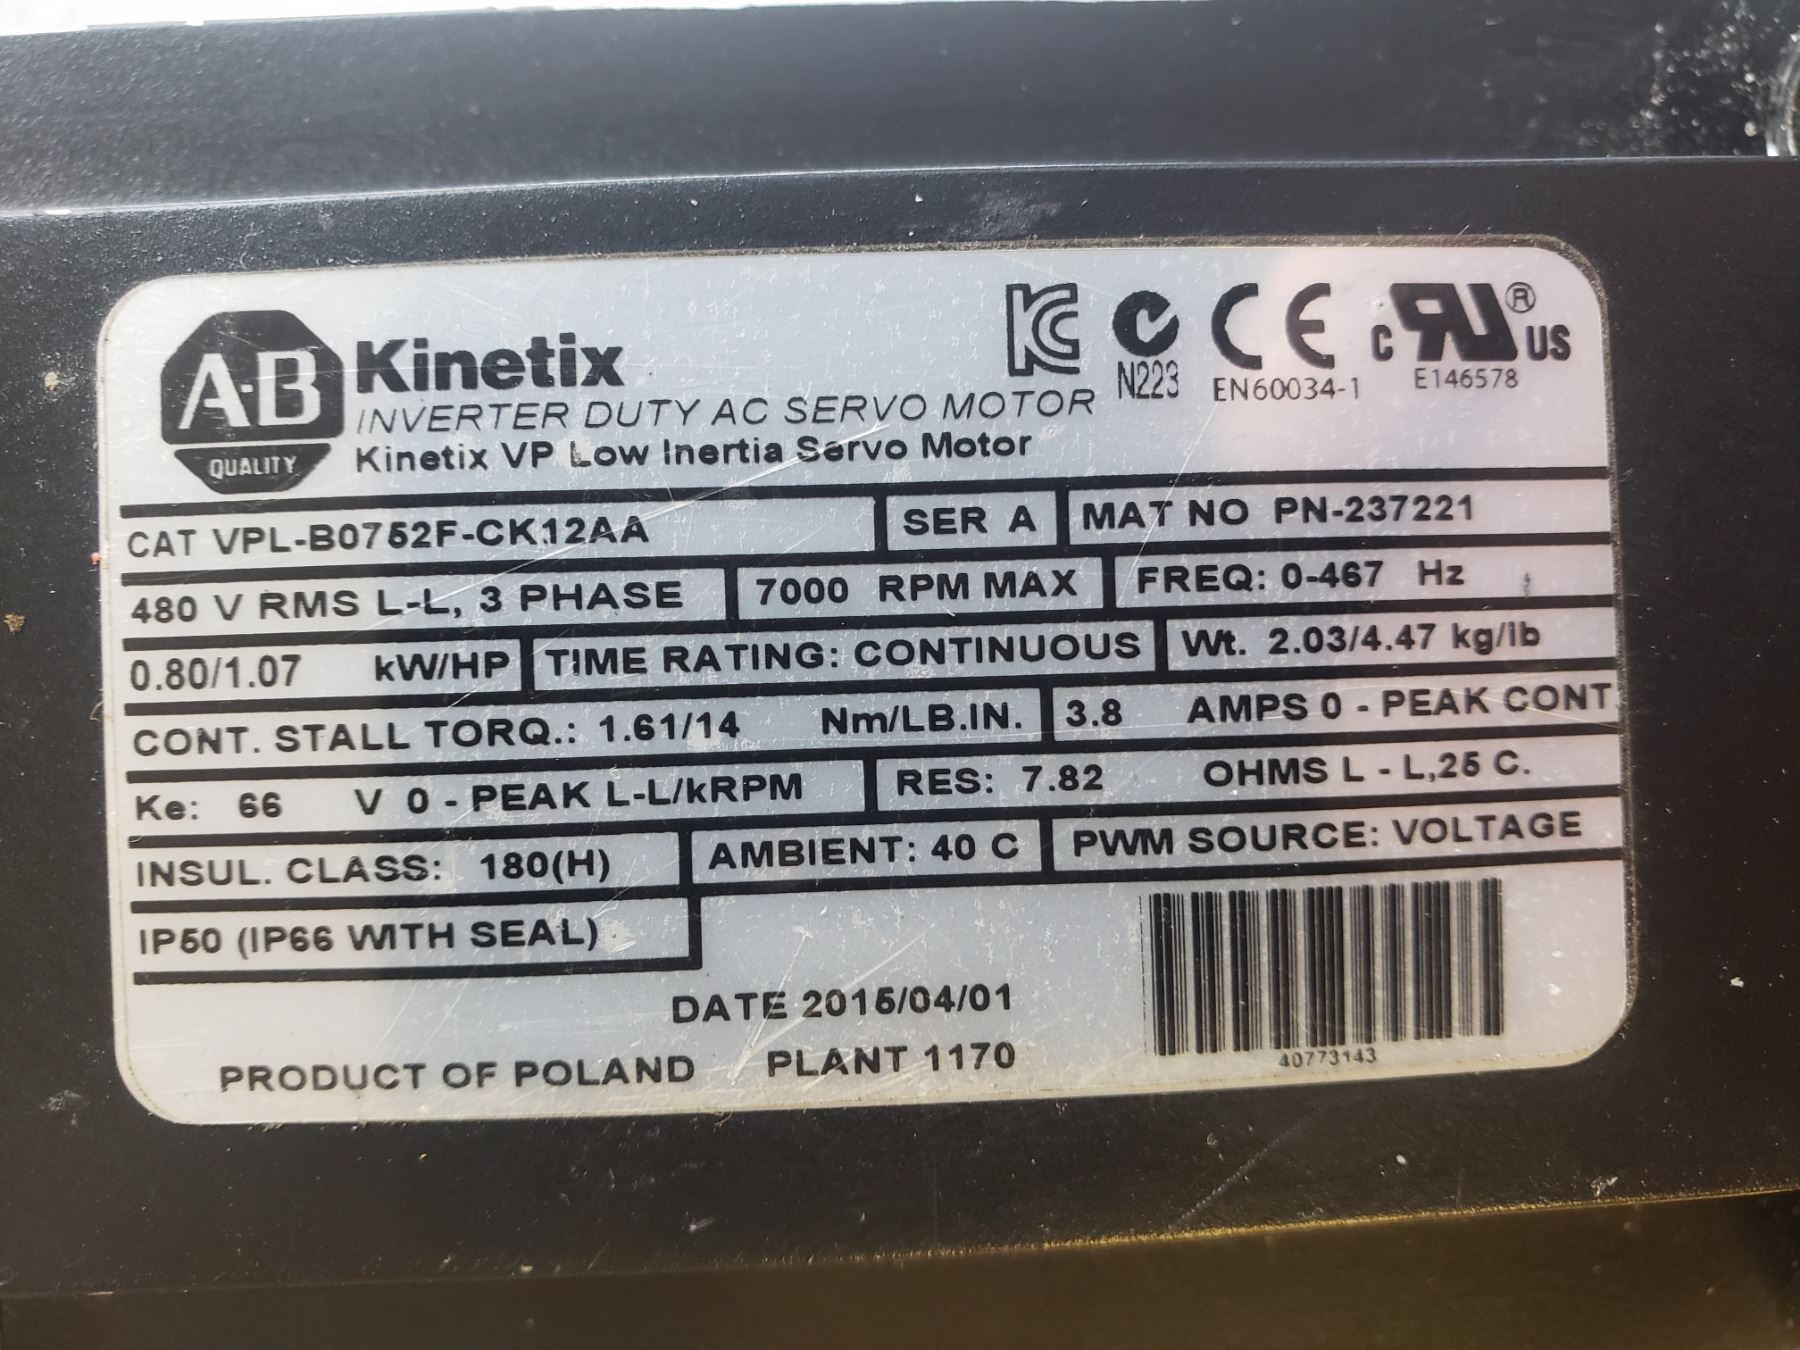 A-B QUALITY
Kinetix
INVERTER DUTY AC SERVO MOTOR
Kinetix VP Low Inertia Servo Motor
KC N223 CE EN60034-1 c RU ® US E146578
CAT VPL-B0752F-CK12AA SER A MAT NO PN-237221
480 V RMS L-L, 3 PHASE 7000 RPM MAX FREQ: 0-467 Hz
0.80/1.07 kW/HP TIME RATING: CONTINUOUS Wt. 2.03/4.47 kg/lb
CONT. STALL TORQ.: 1.61/14 Nm/LB.IN. 3.8 AMPS 0 - PEAK CONT
Ke: 66 V 0 - PEAK L-L/kRPM RES: 7.82 OHMS L - L,25 C.
INSUL. CLASS: 180(H) AMBIENT: 40 C PWM SOURCE: VOLTAGE
IP50 (IP66 WITH SEAL)
DATE 2015/04/01
PRODUCT OF POLAND PLANT 1170
40773143